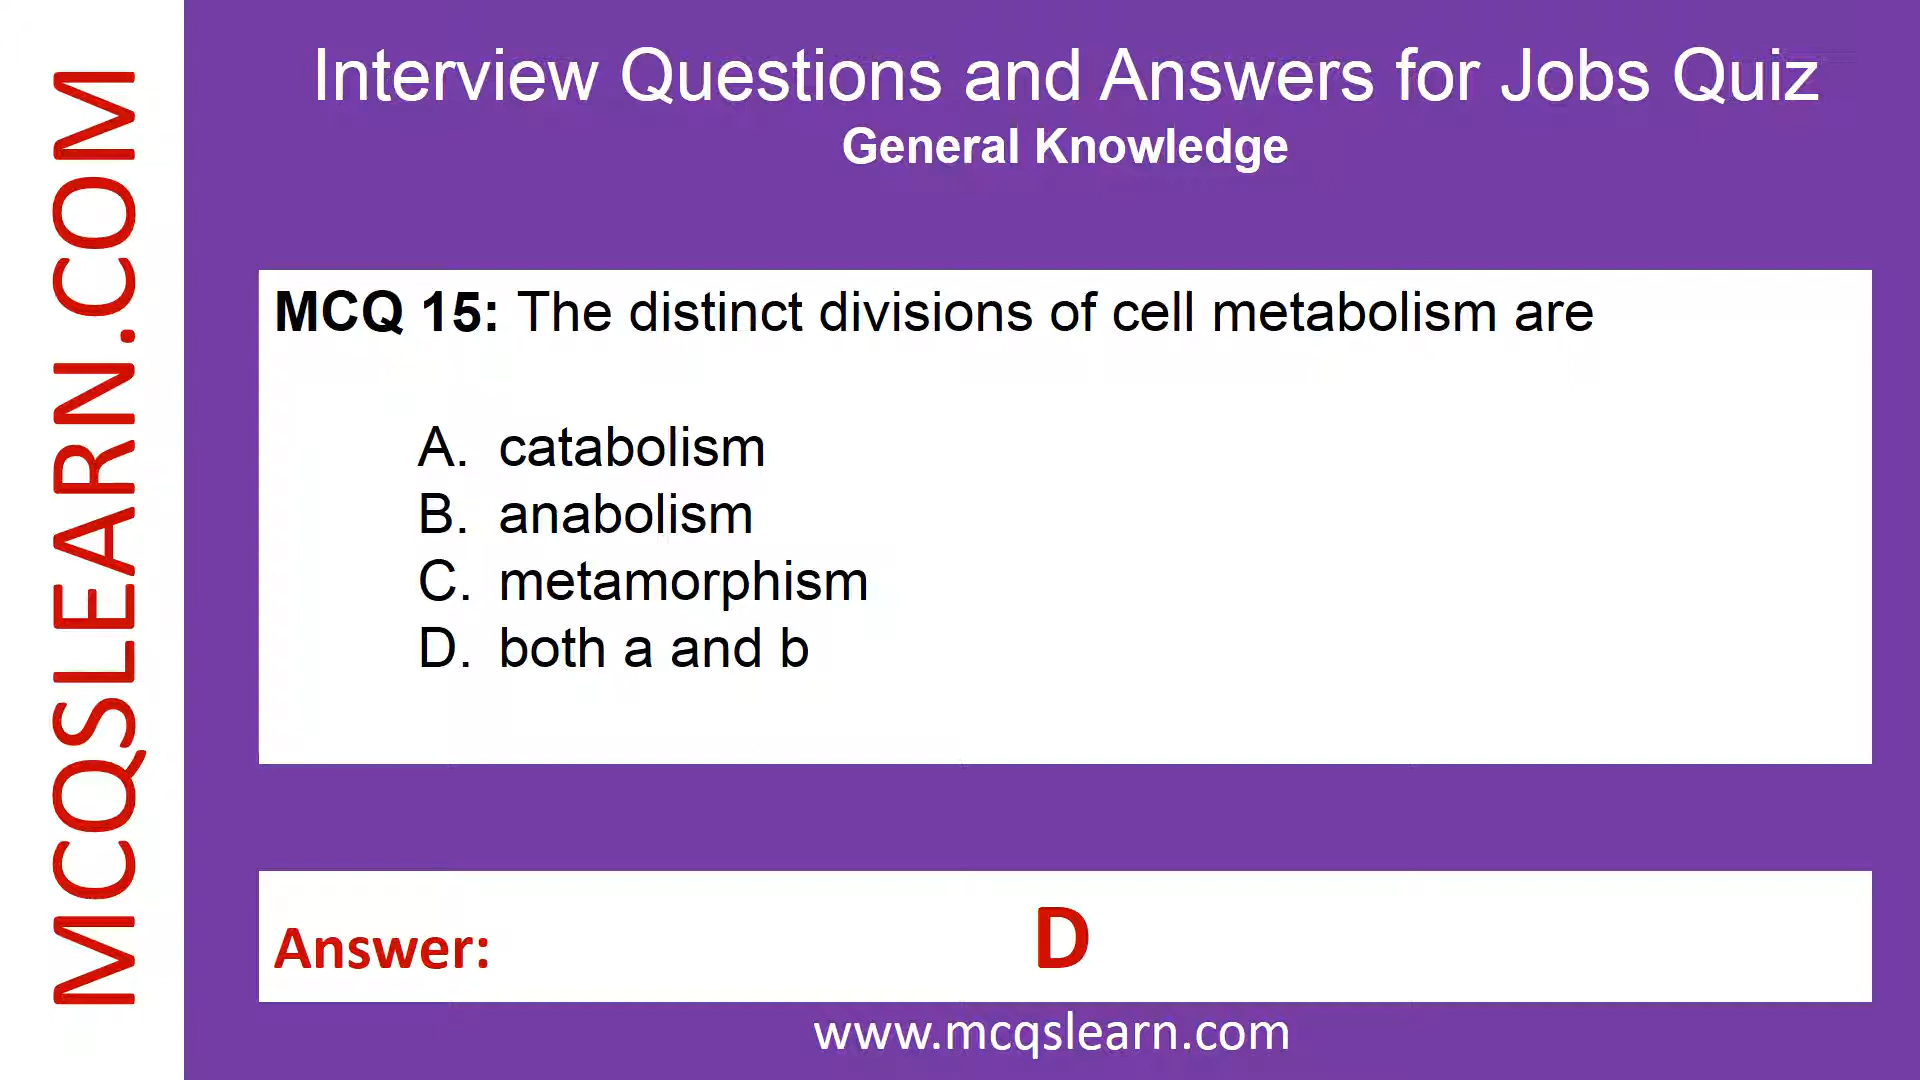 MCQSLEARN.COM
Interview Questions and Answers for Jobs Quiz
General Knowledge
MCQ 15: The distinct divisions of cell metabolism are
A. catabolism
B. anabolism
C. metamorphism
D. both a and b
Answer: D
www.mcqslearn.com